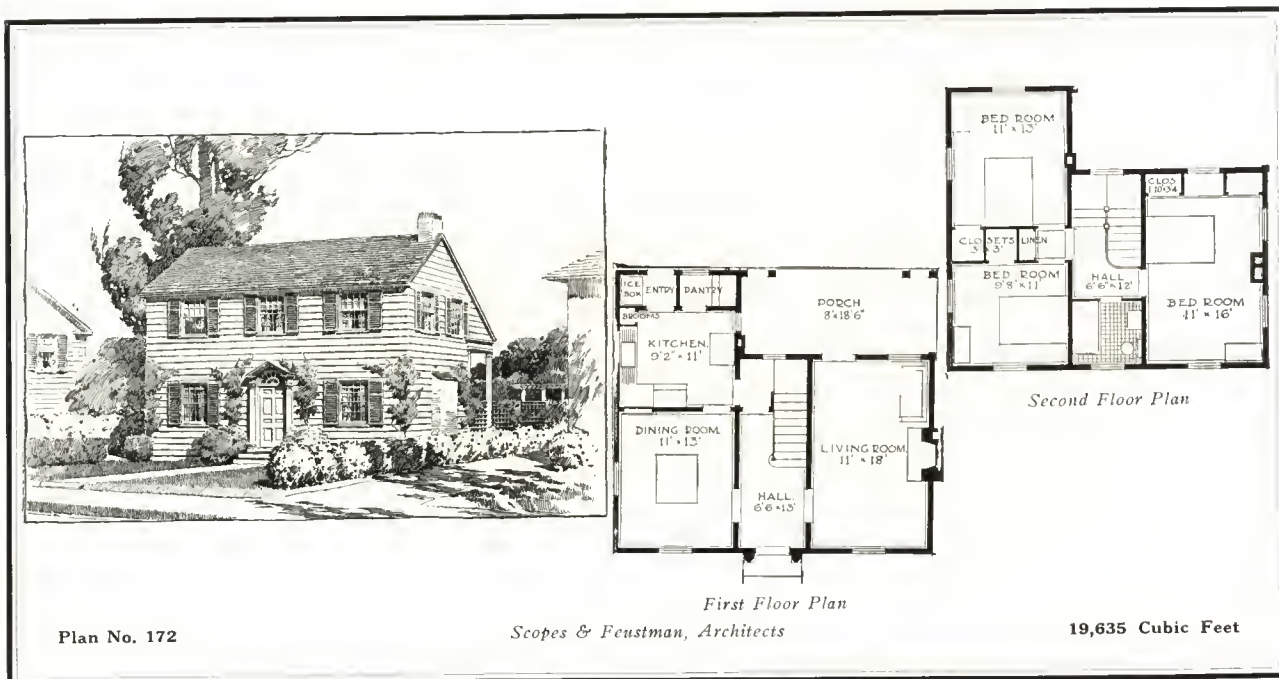 BED ROOM
11' x 13'
CLOS
1'10"x3'4
CLO SETS
3' x 3'
LINEN
BED ROOM
9'8" x 11'
HALL
6'6" x 12'
BED ROOM
11' x 16'
Second Floor Plan
ICE
BOX
ENTRY
PANTRY
BROOMS
KITCHEN.
9'2" x 11'
PORCH
8' x 18'6"
DINING ROOM.
11' x 13'
LIVING ROOM.
11' x 18'
HALL.
6'6 x 13'
First Floor Plan
Plan No. 172
Scopes & Feustman, Architects
19,635 Cubic Feet